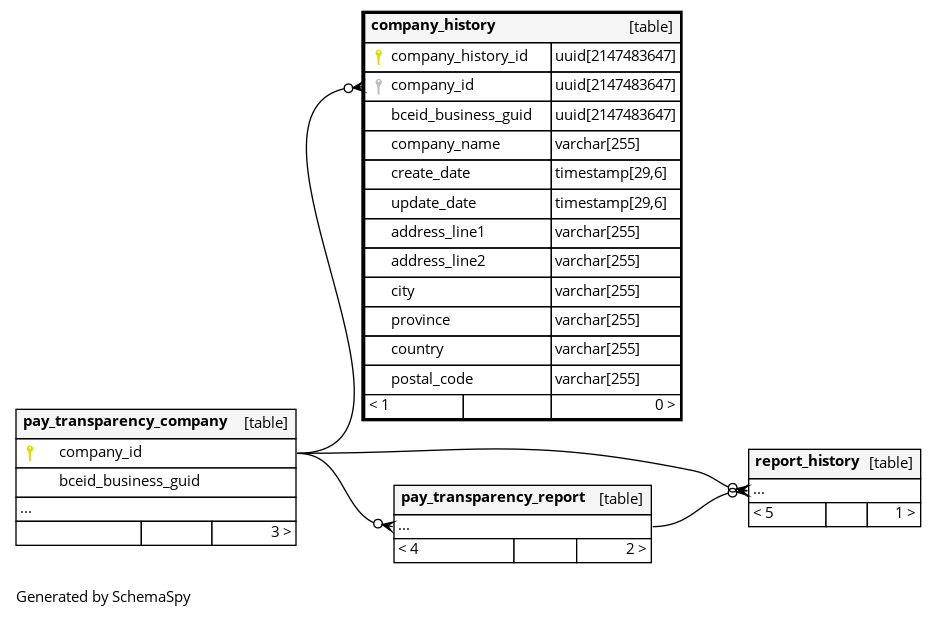 company_history [table]
company_history_id uuid[2147483647]
company_id uuid[2147483647]
bceid_business_guid uuid[2147483647]
company_name varchar[255]
create_date timestamp[29,6]
update_date timestamp[29,6]
address_line1 varchar[255]
address_line2 varchar[255]
city varchar[255]
province varchar[255]
country varchar[255]
postal_code varchar[255]
< 1 0 >
pay_transparency_company [table]
company_id
bceid_business_guid
...
3 >
pay_transparency_report [table]
...
< 4 2 >
report_history [table]
...
< 5 1 >
Generated by SchemaSpy